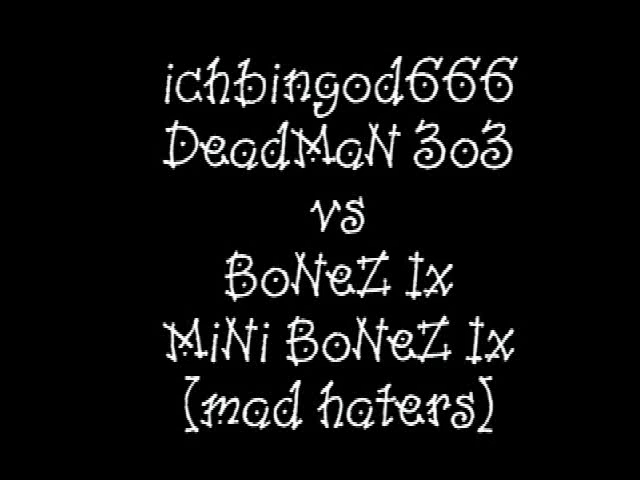 ichbingod666
DeadMaN 3o3
vs
BoNeZ Ix
MiNi BoNeZ Ix
(mad haters)